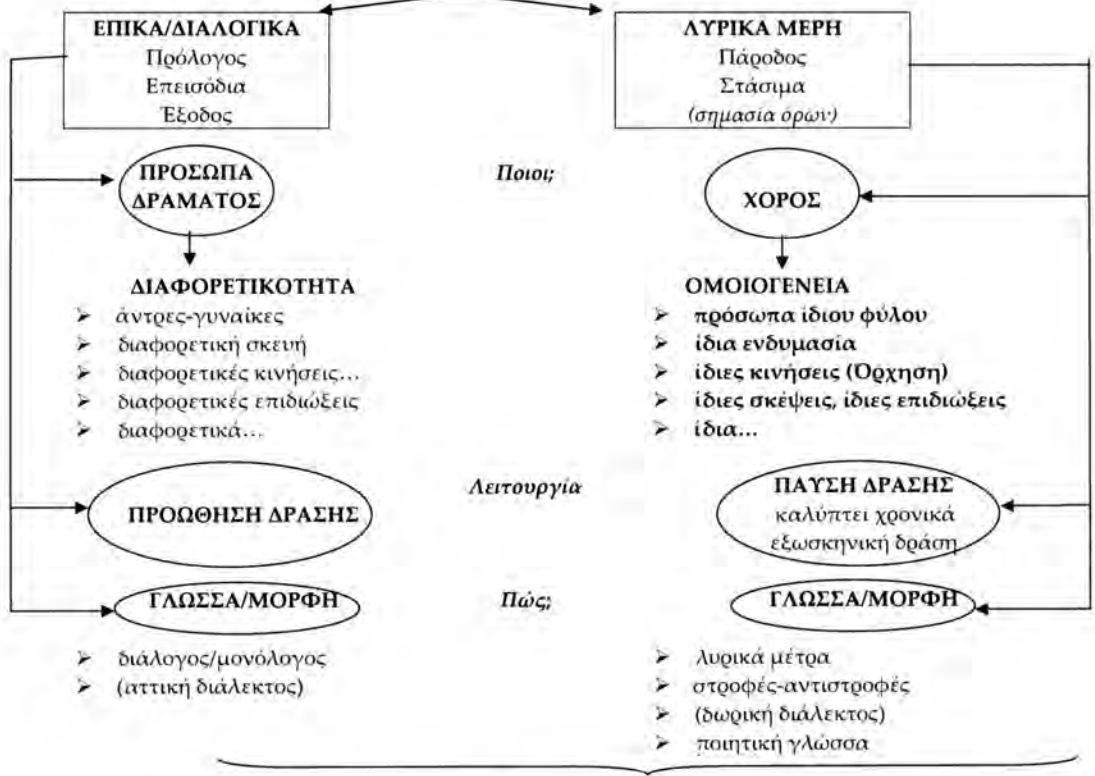 ΕΠΙΚΑ/ΔΙΑΛΟΓΙΚΑ
Πρόλογος
Επεισόδια
Έξοδος
ΛΥΡΙΚΑ ΜΕΡΗ
Πάροδος
Στάσιμα
(σημασία όρων)
ΠΡΟΣΩΠΑ
ΔΡΑΜΑΤΟΣ
Ποιοι;
ΧΟΡΟΣ
ΔΙΑΦΟΡΕΤΙΚΟΤΗΤΑ
➢ άντρες-γυναίκες
➢ διαφορετική σκευή
➢ διαφορετικές κινήσεις…
➢ διαφορετικές επιδιώξεις
➢ διαφορετικά…
ΟΜΟΙΟΓΕΝΕΙΑ
➢ πρόσωπα ίδιου φύλου
➢ ίδια ενδυμασία
➢ ίδιες κινήσεις (Όρχηση)
➢ ίδιες σκέψεις, ίδιες επιδιώξεις
➢ ίδια…
ΠΡΟΩΘΗΣΗ ΔΡΑΣΗΣ
Λειτουργία
ΠΑΥΣΗ ΔΡΑΣΗΣ
καλύπτει χρονικά
εξωσκηνική δράση
ΓΛΩΣΣΑ/ΜΟΡΦΗ
Πώς;
ΓΛΩΣΣΑ/ΜΟΡΦΗ
➢ διάλογος/μονόλογος
➢ (αττική διάλεκτος)
➢ λυρικά μέτρα
➢ στροφές-αντιστροφές
➢ (δωρική διάλεκτος)
➢ ποιητική γλώσσα